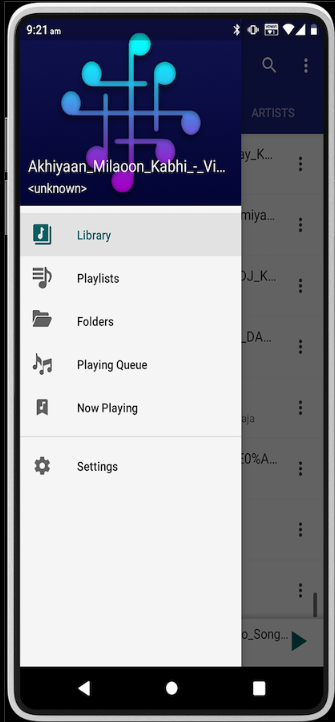 9:21 am
ARTISTS
Akhiyaan_Milaoon_Kabhi_-_Vi...
<unknown>
ay_K...
Library
miya...
Playlists
DJ_K...
Folders
_DA...
Playing Queue
Now Playing
aja
E0%A...
Settings
o_Song...